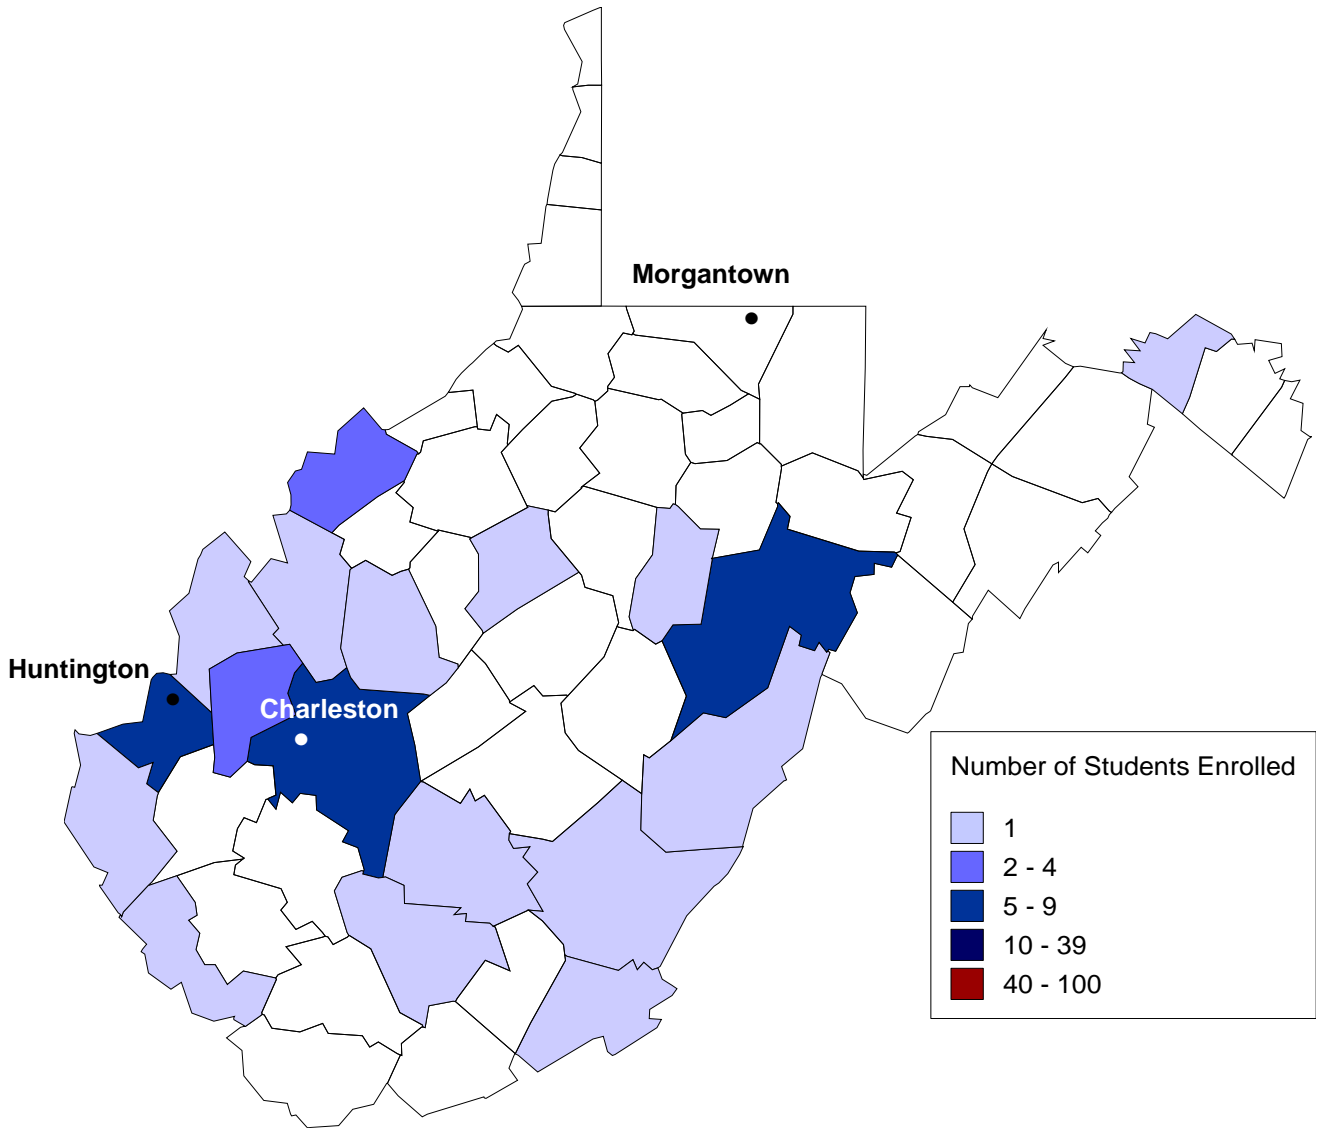 Morgantown
Huntington
Charleston
Number of Students Enrolled
1
2 - 4
5 - 9
10 - 39
40 - 100